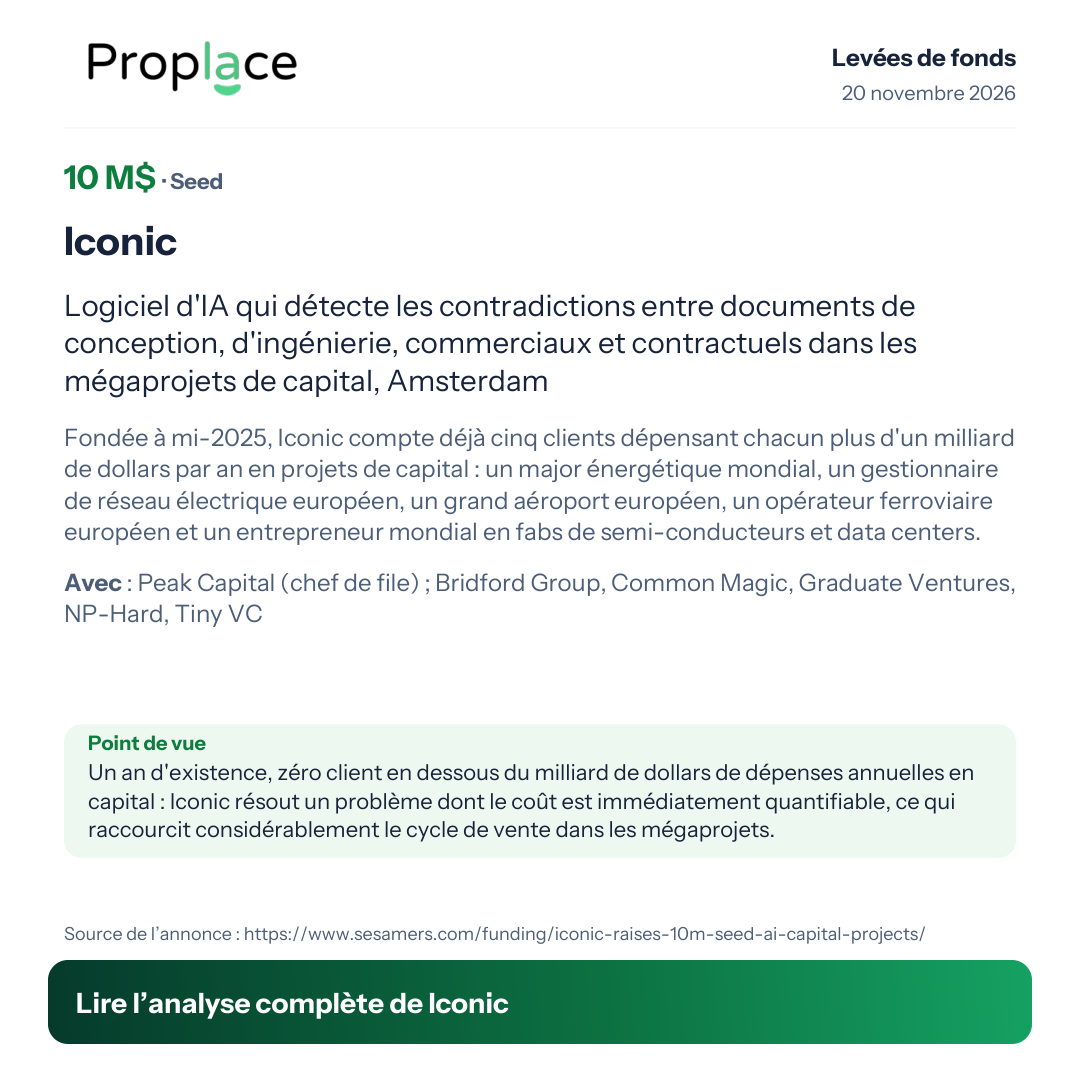 Proplace
Levées de fonds
20 novembre 2026
10 M$ · Seed
Iconic
Logiciel d'IA qui détecte les contradictions entre documents de
conception, d'ingénierie, commerciaux et contractuels dans les
mégaprojets de capital, Amsterdam
Fondée à mi-2025, Iconic compte déjà cinq clients dépensant chacun plus d'un milliard
de dollars par an en projets de capital : un major énergétique mondial, un gestionnaire
de réseau électrique européen, un grand aéroport européen, un opérateur ferroviaire
européen et un entrepreneur mondial en fabs de semi-conducteurs et data centers.
Avec : Peak Capital (chef de file) ; Bridford Group, Common Magic, Graduate Ventures,
NP-Hard, Tiny VC
Point de vue
Un an d'existence, zéro client en dessous du milliard de dollars de dépenses annuelles en
capital : Iconic résout un problème dont le coût est immédiatement quantifiable, ce qui
raccourcit considérablement le cycle de vente dans les mégaprojets.
Source de l’annonce : https://www.sesamers.com/funding/iconic-raises-10m-seed-ai-capital-projects/
Lire l’analyse complète de Iconic